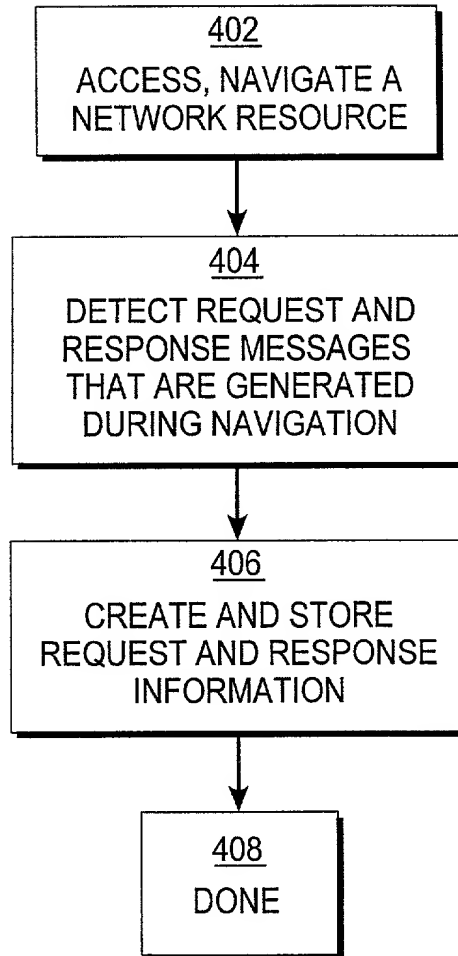 402
ACCESS, NAVIGATE A
NETWORK RESOURCE
404
DETECT REQUEST AND
RESPONSE MESSAGES
THAT ARE GENERATED
DURING NAVIGATION
406
CREATE AND STORE
REQUEST AND RESPONSE
INFORMATION
408
DONE